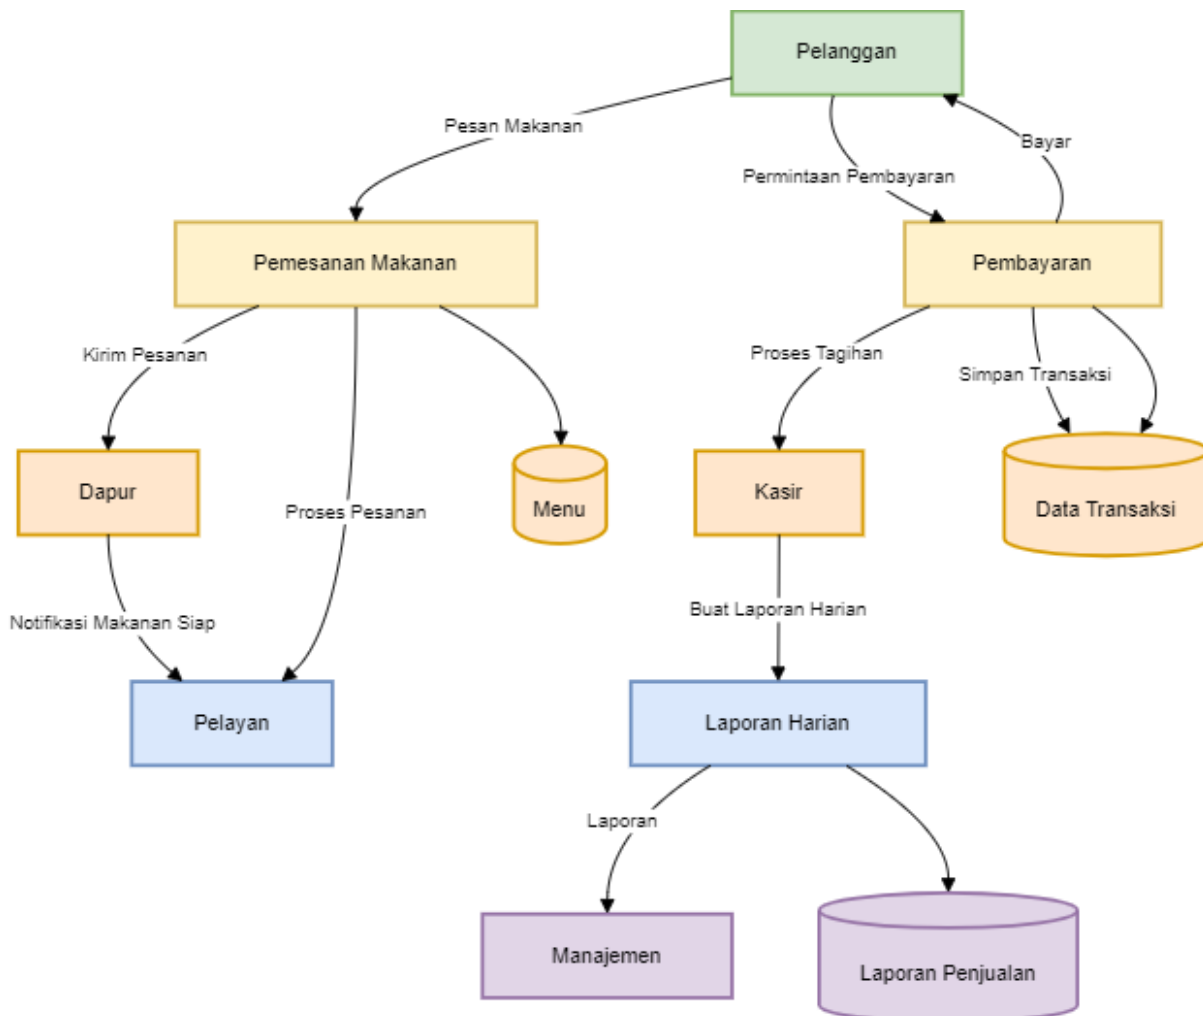 Pelanggan
Pesan Makanan
Bayar
Permintaan Pembayaran
Pemesanan Makanan
Pembayaran
Kirim Pesanan
Proses Tagihan
Simpan Transaksi
Dapur
Proses Pesanan
Menu
Kasir
Data Transaksi
Notifikasi Makanan Siap
Buat Laporan Harian
Pelayan
Laporan Harian
Laporan
Manajemen
Laporan Penjualan